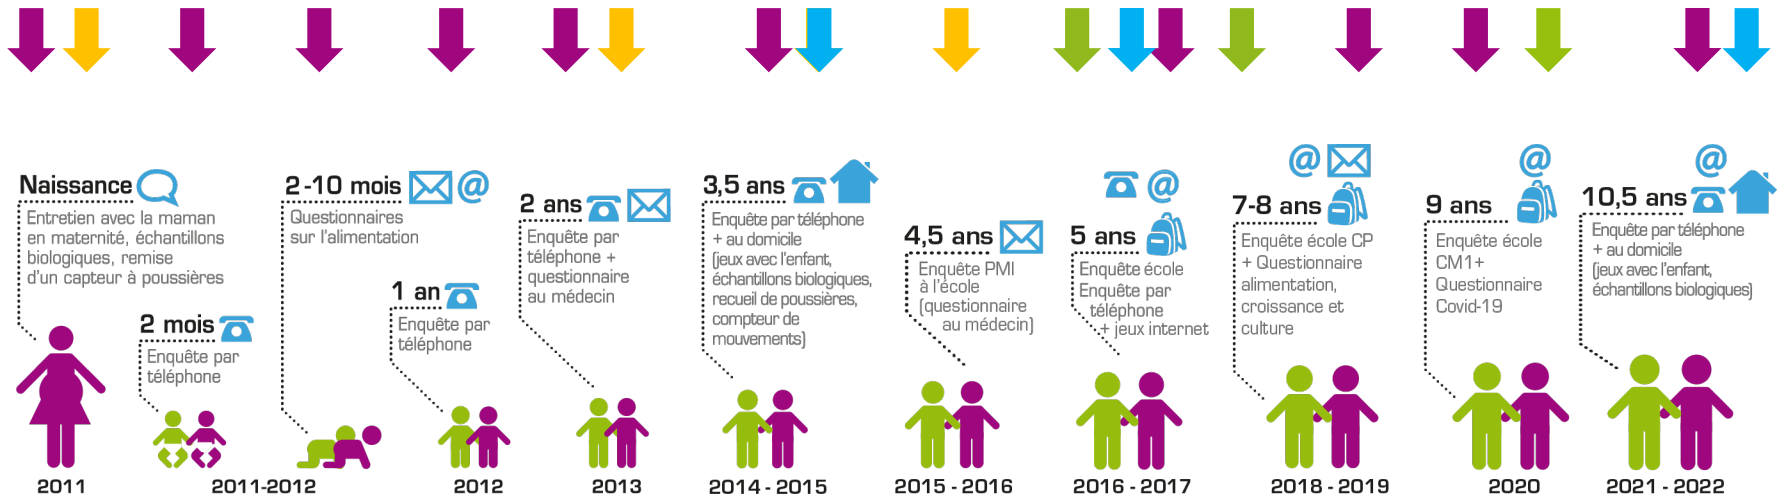 Naissance
Entretien avec la maman
en maternité, échantillons
biologiques, remise
d'un capteur à poussières
2 mois
Enquête par
téléphone
2-10 mois @
Questionnaires
sur l'alimentation
1 an
Enquête par
téléphone
2 ans
Enquête par
téléphone +
questionnaire
au médecin
3,5 ans
Enquête par téléphone
+ au domicile
(jeux avec l'enfant,
échantillons biologiques,
recueil de poussières,
compteur de
mouvements)
4,5 ans
Enquête PMI
à l'école
(questionnaire
au médecin)
@
5 ans
Enquête école
Enquête par
téléphone
+ jeux internet
@
7-8 ans
Enquête école CP
+ Questionnaire
alimentation,
croissance et
culture
@
9 ans
Enquête école
CM1+
Questionnaire
Covid-19
@
10,5 ans
Enquête par téléphone
+ au domicile
(jeux avec l'enfant,
échantillons biologiques)
2011
2011-2012
2012
2013
2014 - 2015
2015 - 2016
2016 - 2017
2018 - 2019
2020
2021 - 2022